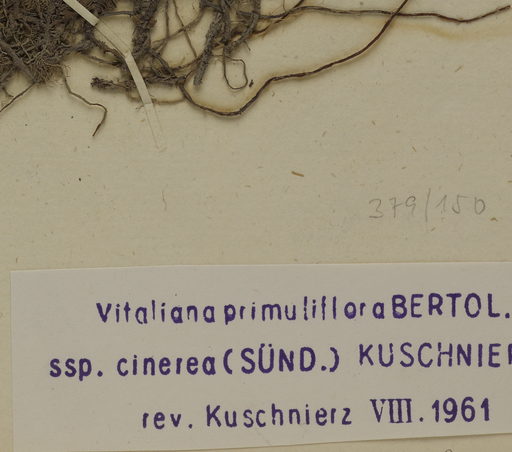 379/150
Vitaliana primuliflora BERTOL.
ssp. cinerea (SÜND.) KUSCHNIER
rev. Kuschnierz VIII. 1961